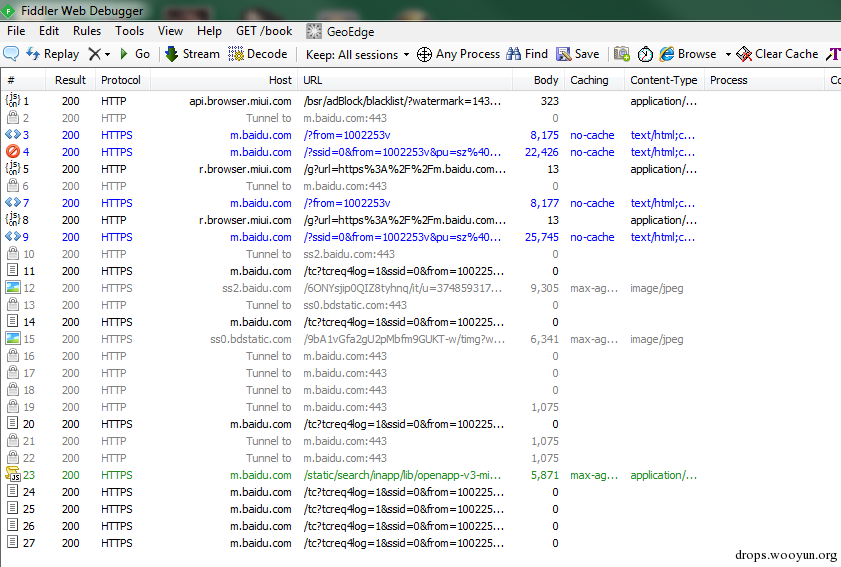 Fiddler Web Debugger
File Edit Rules Tools View Help GET /book GeoEdge
Replay Go Stream Decode Keep: All sessions Any Process Find Save Browse Clear Cache T
# Result Protocol Host URL Body Caching Content-Type Process Co
1 200 HTTP api.browser.miui.com /bsr/adBlock/blacklist/?watermark=143... 323 application/...
2 200 HTTP Tunnel to m.baidu.com:443 0
3 200 HTTPS m.baidu.com /?from=1002253v 8,175 no-cache text/html;c...
4 200 HTTPS m.baidu.com /?ssid=0&from=1002253v&pu=sz%40... 22,426 no-cache text/html;c...
5 200 HTTP r.browser.miui.com /g?url=https%3A%2F%2Fm.baidu.com... 13 application/...
6 200 HTTP Tunnel to m.baidu.com:443 0
7 200 HTTPS m.baidu.com /?from=1002253v 8,177 no-cache text/html;c...
8 200 HTTP r.browser.miui.com /g?url=https%3A%2F%2Fm.baidu.com... 13 application/...
9 200 HTTPS m.baidu.com /?ssid=0&from=1002253v&pu=sz%40... 25,745 no-cache text/html;c...
10 200 HTTP Tunnel to ss2.baidu.com:443 0
11 200 HTTPS m.baidu.com /tc?tcreq4log=1&ssid=0&from=100225... 0
12 200 HTTPS ss2.baidu.com /6ONYsjip0QIZ8tyhnq/it/u=374859317... 9,305 max-ag... image/jpeg
13 200 HTTP Tunnel to ss0.bdstatic.com:443 0
14 200 HTTPS m.baidu.com /tc?tcreq4log=1&ssid=0&from=100225... 0
15 200 HTTPS ss0.bdstatic.com /9bA1vGfa2gU2pMbfm9GUKT-w/timg?w... 6,341 max-ag... image/jpeg
16 200 HTTP Tunnel to m.baidu.com:443 0
17 200 HTTP Tunnel to m.baidu.com:443 0
18 200 HTTP Tunnel to m.baidu.com:443 0
19 200 HTTP Tunnel to m.baidu.com:443 1,075
20 200 HTTPS m.baidu.com /tc?tcreq4log=1&ssid=0&from=100225... 0
21 200 HTTP Tunnel to m.baidu.com:443 1,075
22 200 HTTP Tunnel to m.baidu.com:443 1,075
23 200 HTTPS m.baidu.com /static/search/inapp/lib/openapp-v3-mi... 5,871 max-ag... application/...
24 200 HTTPS m.baidu.com /tc?tcreq4log=1&ssid=0&from=100225... 0
25 200 HTTPS m.baidu.com /tc?tcreq4log=1&ssid=0&from=100225... 0
26 200 HTTPS m.baidu.com /tc?tcreq4log=1&ssid=0&from=100225... 0
27 200 HTTPS m.baidu.com /tc?tcreq4log=1&ssid=0&from=100225... 0
drops.wooyun.org